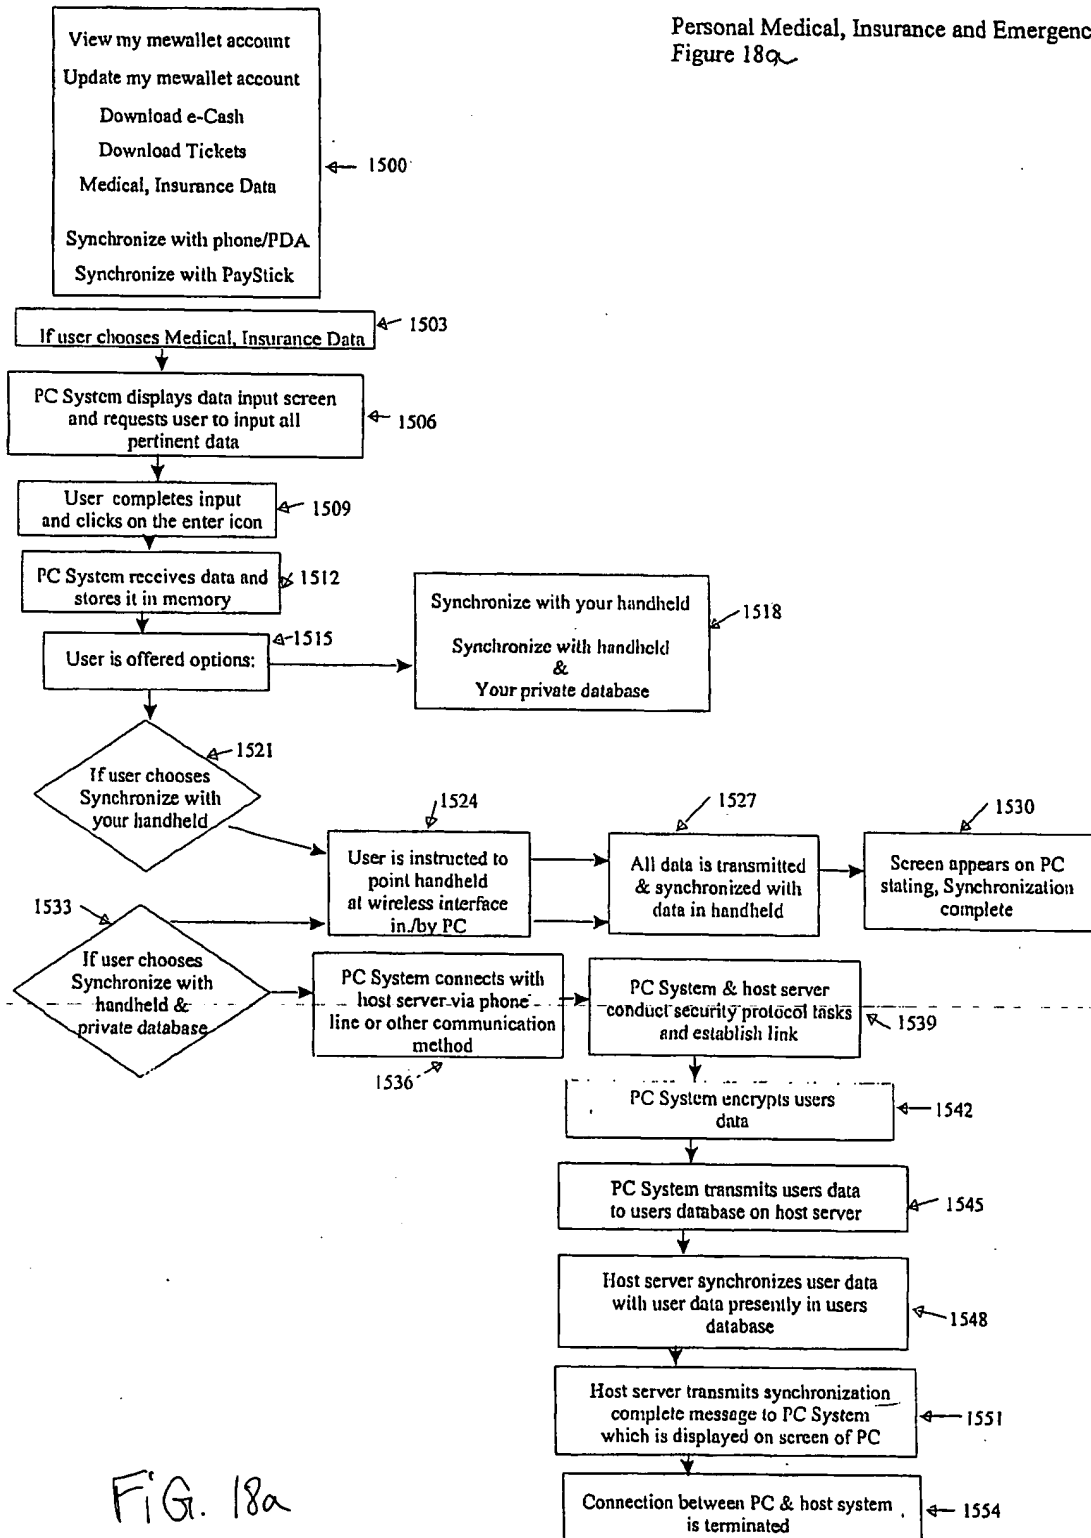 Personal Medical, Insurance and Emergenc
Figure 18a
View my mewallet account
Update my mewallet account
Download e-Cash
Download Tickets
Medical, Insurance Data
Synchronize with phone/PDA
Synchronize with PayStick
1500
If user chooses Medical, Insurance Data
1503
PC System displays data input screen
and requests user to input all
pertinent data
1506
User completes input
and clicks on the enter icon
1509
PC System receives data and
stores it in memory
1512
User is offered options:
1515
Synchronize with your handheld
Synchronize with handheld
&
Your private database
1518
If user chooses
Synchronize with
your handheld
1521
User is instructed to
point handheld
at wireless interface
in./by PC
1524
All data is transmitted
& synchronized with
data in handheld
1527
Screen appears on PC
stating, Synchronization
complete
1530
If user chooses
Synchronize with
handheld &
private database
1533
PC System connects with
host server via phone
line or other communication
method
1536
PC System & host server
conduct security protocol tasks
and establish link
1539
PC System encrypts users
data
1542
PC System transmits users data
to users database on host server
1545
Host server synchronizes user data
with user data presently in users
database
1548
Host server transmits synchronization
complete message to PC System
which is displayed on screen of PC
1551
Connection between PC & host system
is terminated
1554
FiG. 18a